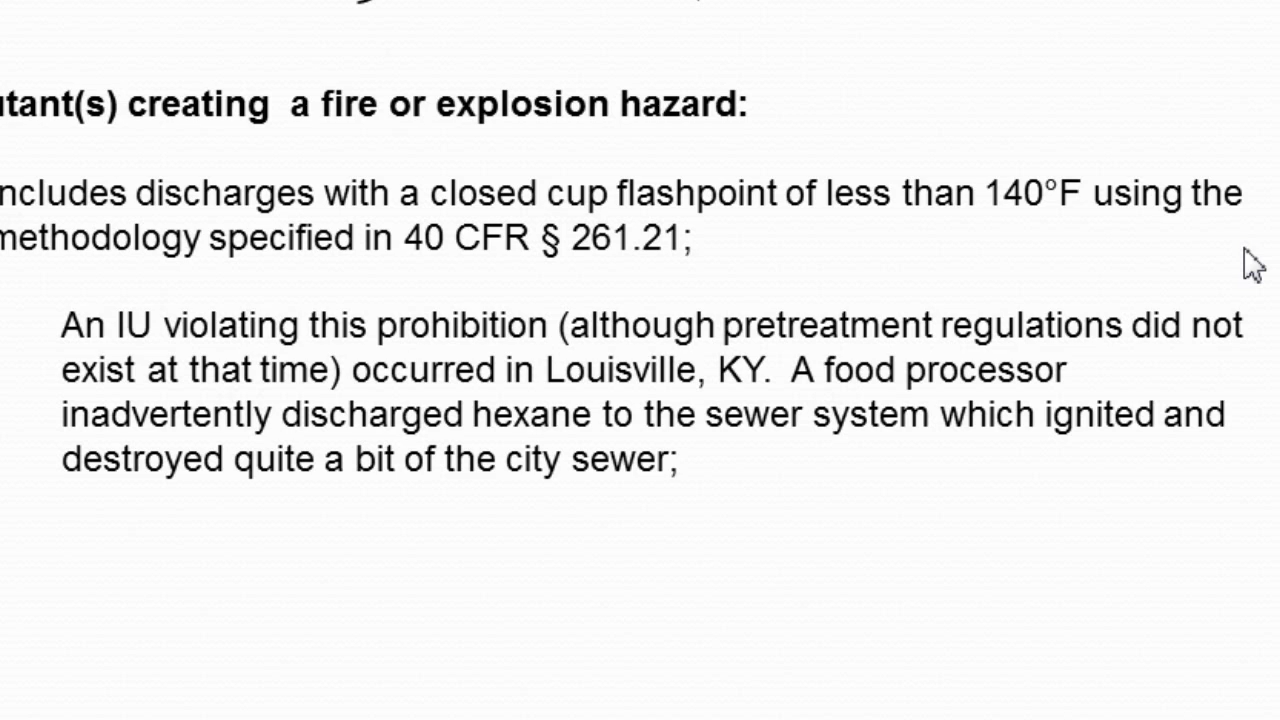 utant(s) creating  a fire or explosion hazard:
ncludes discharges with a closed cup flashpoint of less than 140°F using the
methodology specified in 40 CFR § 261.21;
An IU violating this prohibition (although pretreatment regulations did not
exist at that time) occurred in Louisville, KY.  A food processor
inadvertently discharged hexane to the sewer system which ignited and
destroyed quite a bit of the city sewer;